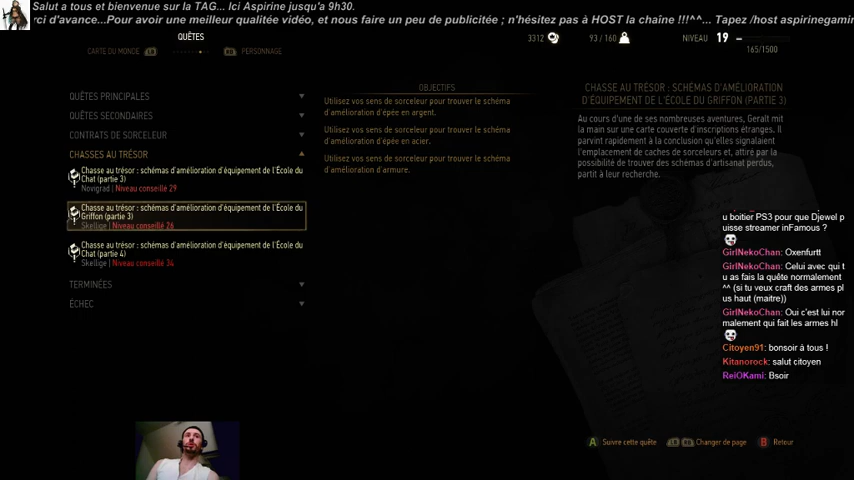 Salut a tous et bienvenue sur la TAG... Ici Aspirine jusqu'a 9h30.
rci d'avance...Pour avoir une meilleur qualitée vidéo, et nous faire un peu de publicitée ; n'hésitez pas à HOST la chaîne !!!^^... Tapez /host aspirinegamin
QUÊTES
CARTE DU MONDE LB
RB PERSONNAGE
3312
93 / 160
NIVEAU 19
165/1500
QUÊTES PRINCIPALES
QUÊTES SECONDAIRES
CONTRATS DE SORCELEUR
CHASSES AU TRÉSOR
Chasse au trésor : schémas d'amélioration d'équipement de l'École du
Chat (partie 3)
Novigrad | Niveau conseillé 29
Chasse au trésor : schémas d'amélioration d'équipement de l'École du
Griffon (partie 3)
Skellige | Niveau conseillé 26
Chasse au trésor : schémas d'amélioration d'équipement de l'École du
Chat (partie 4)
Skellige | Niveau conseillé 34
TERMINÉES
ÉCHEC
OBJECTIFS
Utilisez vos sens de sorceleur pour trouver le schéma
d'amélioration d'épée en argent.
Utilisez vos sens de sorceleur pour trouver le schéma
d'amélioration d'épée en acier.
Utilisez vos sens de sorceleur pour trouver le schéma
d'amélioration d'armure.
CHASSE AU TRÉSOR : SCHÉMAS D'AMÉLIORATION
D'ÉQUIPEMENT DE L'ÉCOLE DU GRIFFON (PARTIE 3)
Au cours d'une de ses nombreuses aventures, Geralt mit
la main sur une carte couverte d'inscriptions étranges. Il
parvint rapidement à la conclusion qu'elles signalaient
l'emplacement de caches de sorceleurs et, attiré par la
possibilité de trouver des schémas d'artisanat perdus,
partit à leur recherche.
u boitier PS3 pour que Djewel p
uisse streamer inFamous ?
GirlNekoChan: Oxenfurtt
GirlNekoChan: Celui avec qui t
u as fais la quête normalement
^^ (si tu veux craft des armes pl
us haut (maitre))
GirlNekoChan: Oui c'est lui nor
malement qui fait les armes hl
Citoyen91: bonsoir à tous !
Kitanorock: salut citoyen
ReiOKami: Bsoir
A Suivre cette quête
LB RB Changer de page
B Retour